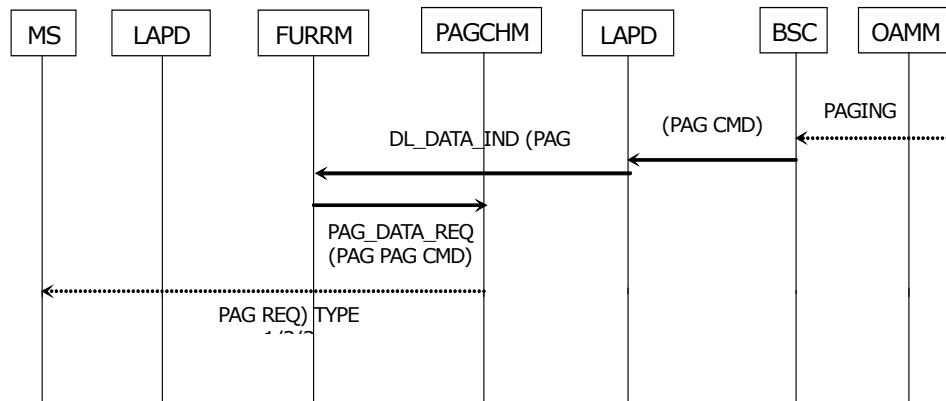 MS LAPD FURRM PAGCHM LAPD BSC OAMM
PAGING
(PAG CMD)
DL_DATA_IND (PAG
PAG_DATA_REQ
(PAG PAG CMD)
PAG REQ) TYPE